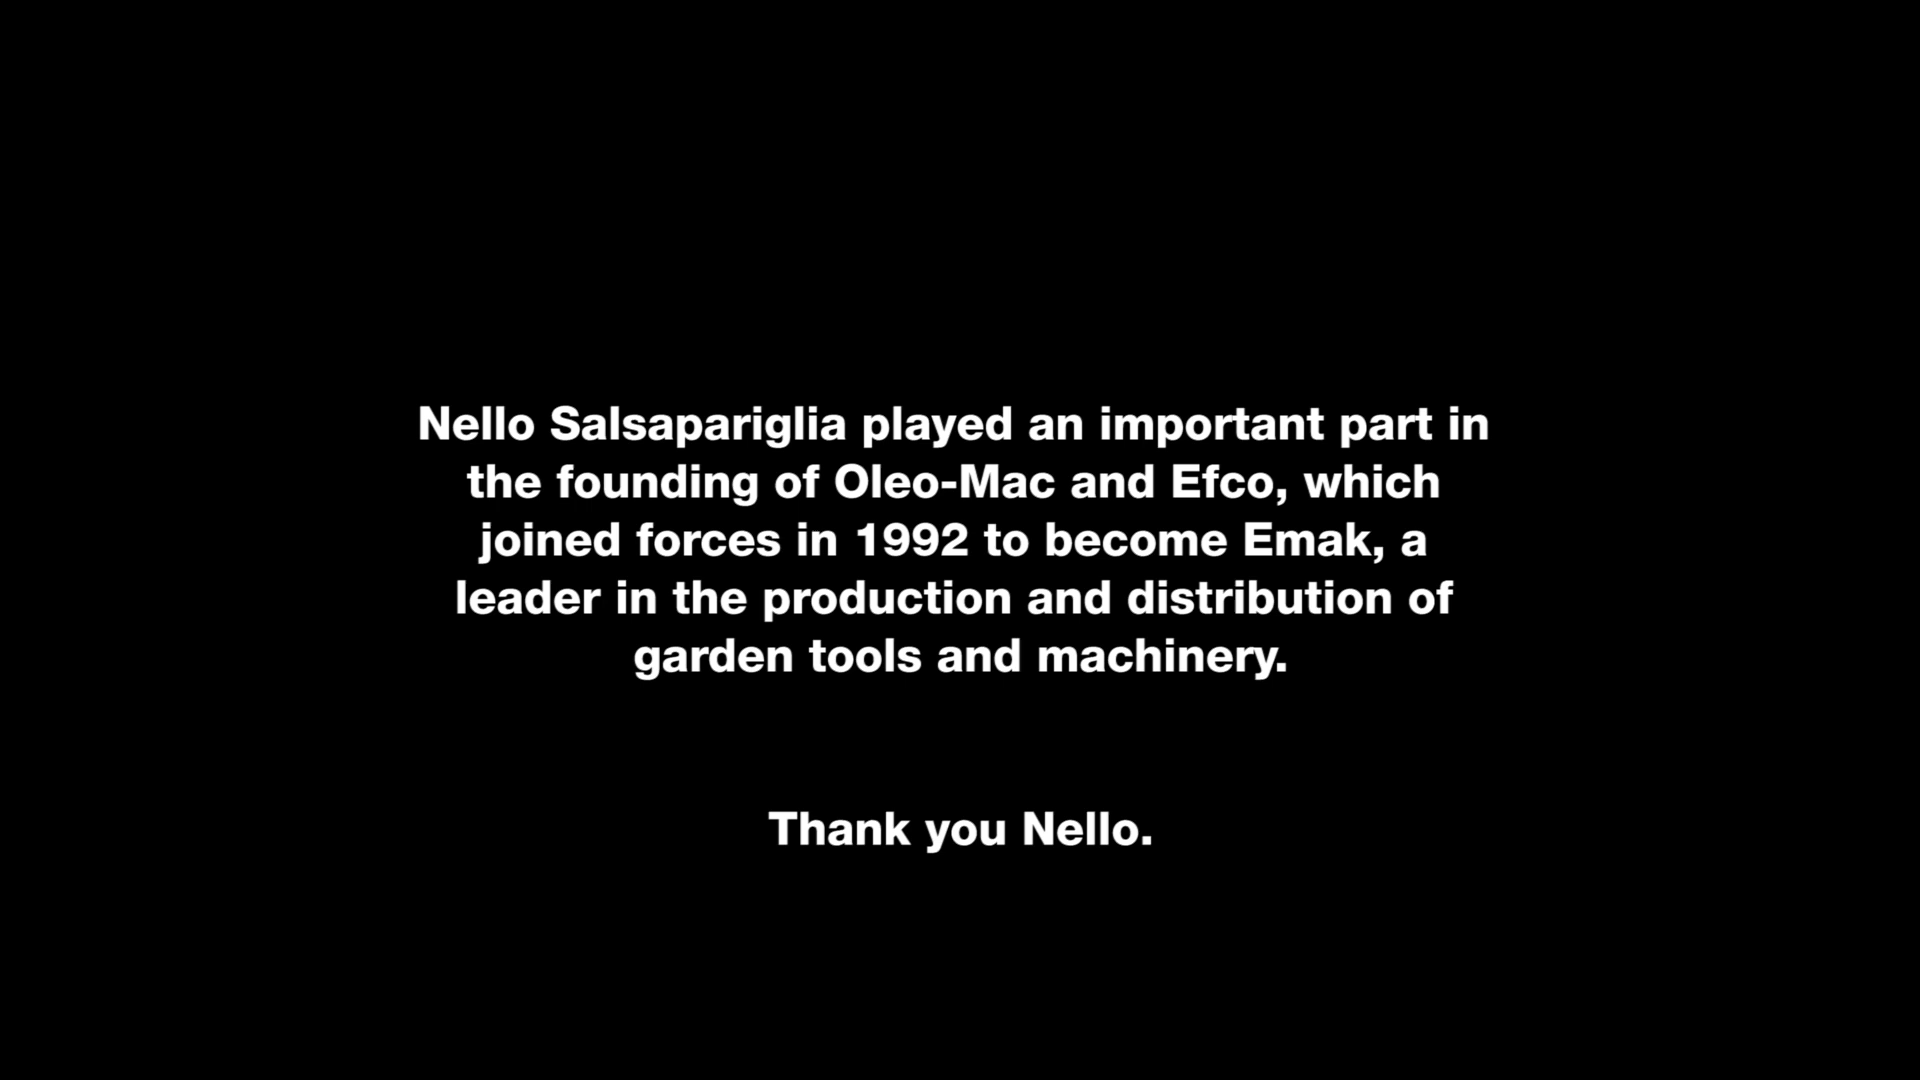 Nello Salsapariglia played an important part in
the founding of Oleo-Mac and Efco, which
joined forces in 1992 to become Emak, a
leader in the production and distribution of
garden tools and machinery.
Thank you Nello.